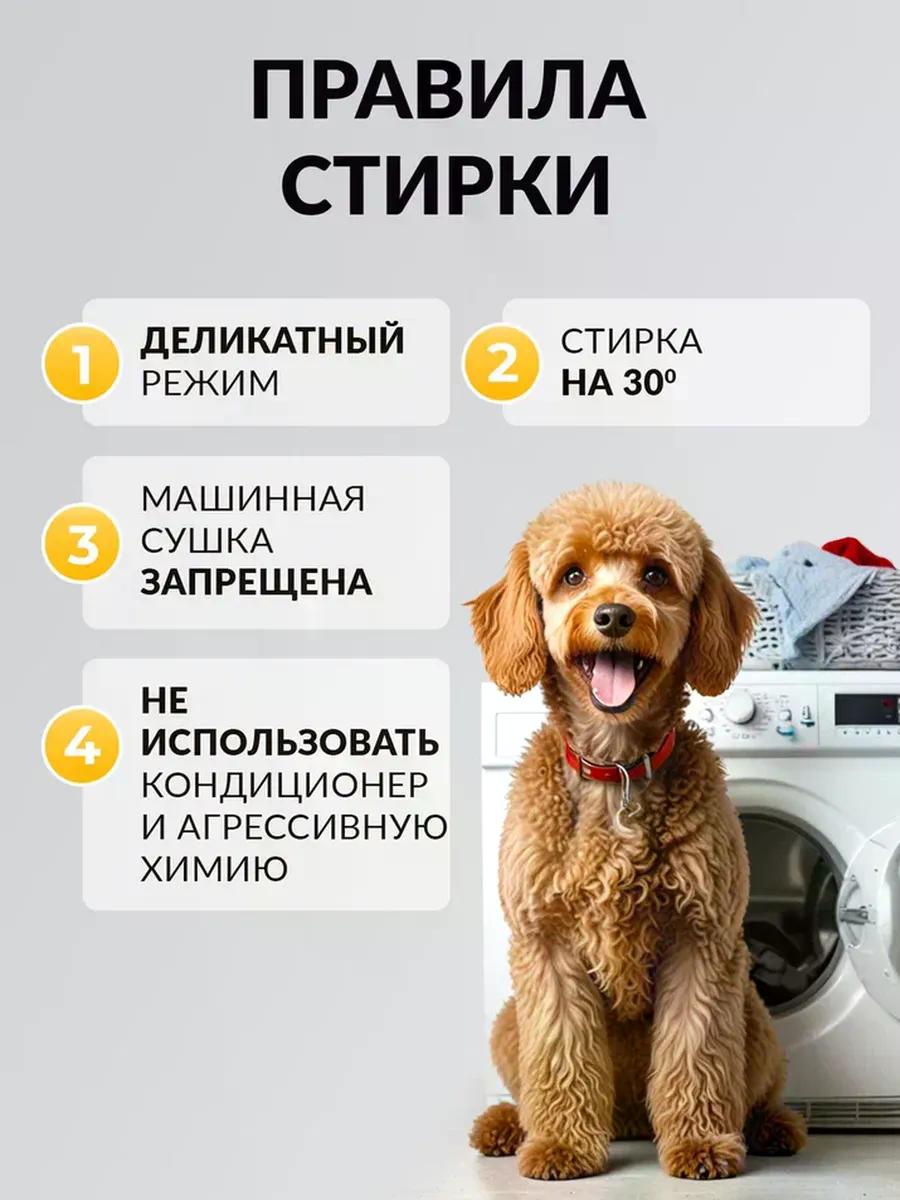 ПРАВИЛА
СТИРКИ
1
ДЕЛИКАТНЫЙ
РЕЖИМ
2
СТИРКА
НА 30⁰
3
МАШИННАЯ
СУШКА
ЗАПРЕЩЕНА
4
НЕ
ИСПОЛЬЗОВАТЬ
КОНДИЦИОНЕР
И АГРЕССИВНУЮ
ХИМИЮ